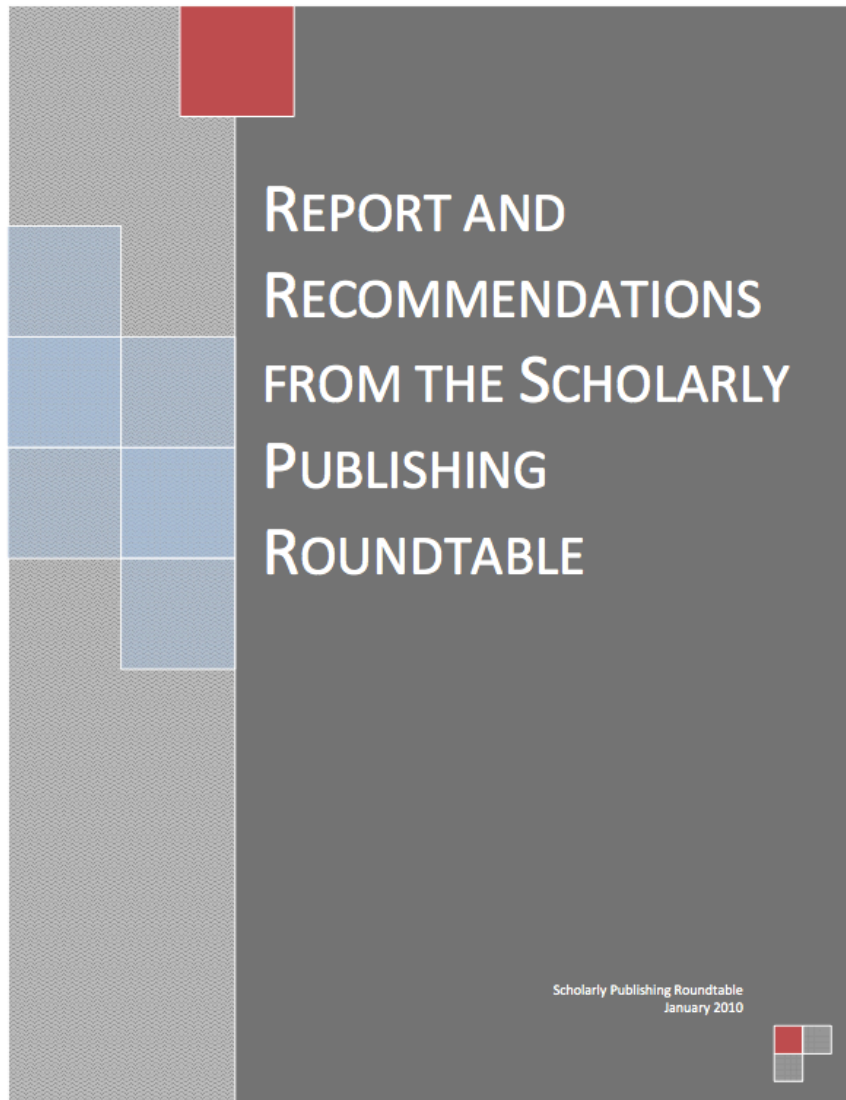 REPORT AND
RECOMMENDATIONS
FROM THE SCHOLARLY
PUBLISHING
ROUNDTABLE
Scholarly Publishing Roundtable
January 2010